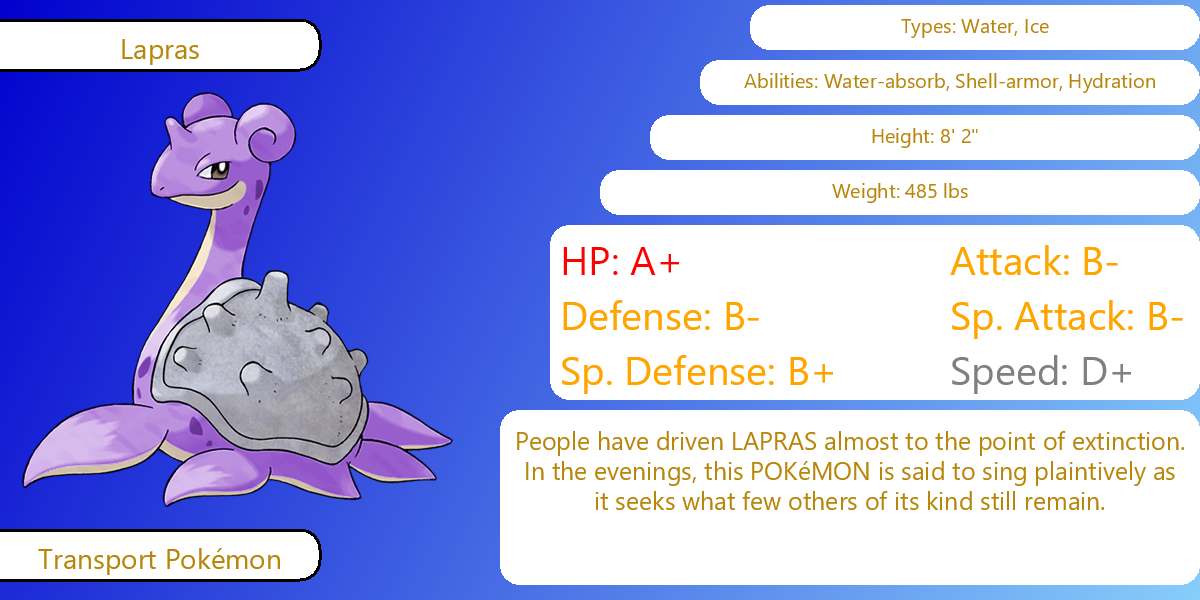 Lapras
Types: Water, Ice
Abilities: Water-absorb, Shell-armor, Hydration
Height: 8' 2"
Weight: 485 lbs
HP: A+
Attack: B-
Defense: B-
Sp. Attack: B-
Sp. Defense: B+
Speed: D+
People have driven LAPRAS almost to the point of extinction.
In the evenings, this POKéMON is said to sing plaintively as
it seeks what few others of its kind still remain.
Transport Pokémon